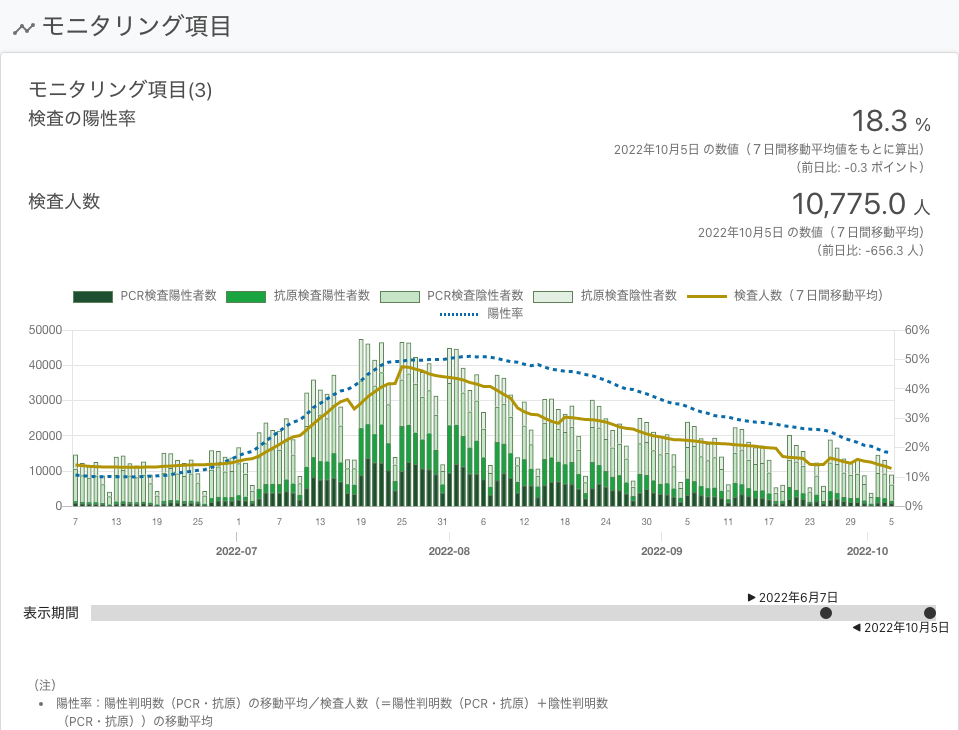 モニタリング項目
モニタリング項目(3)
検査の陽性率
18.3 %
2022年10月5日 の数値（７日間移動平均値をもとに算出）
（前日比: -0.3 ポイント）
検査人数
10,775.0 人
2022年10月5日 の数値（７日間移動平均）
（前日比: -656.3 人）
PCR検査陽性者数 抗原検査陽性者数 PCR検査陰性者数 抗原検査陰性者数 検査人数（７日間移動平均）
陽性率
50000 60%
50%
40000
40%
30000
30%
20000
20%
10000
10%
0 0%
7 13 19 25 1 7 13 19 25 31 6 12 18 24 30 5 11 17 23 29 5
2022-07 2022-08 2022-09 2022-10
▶ 2022年6月7日
表示期間
◀ 2022年10月5日
（注）
• 陽性率：陽性判明数（PCR・抗原）の移動平均／検査人数（＝陽性判明数（PCR・抗原）＋陰性判明数
（PCR・抗原））の移動平均